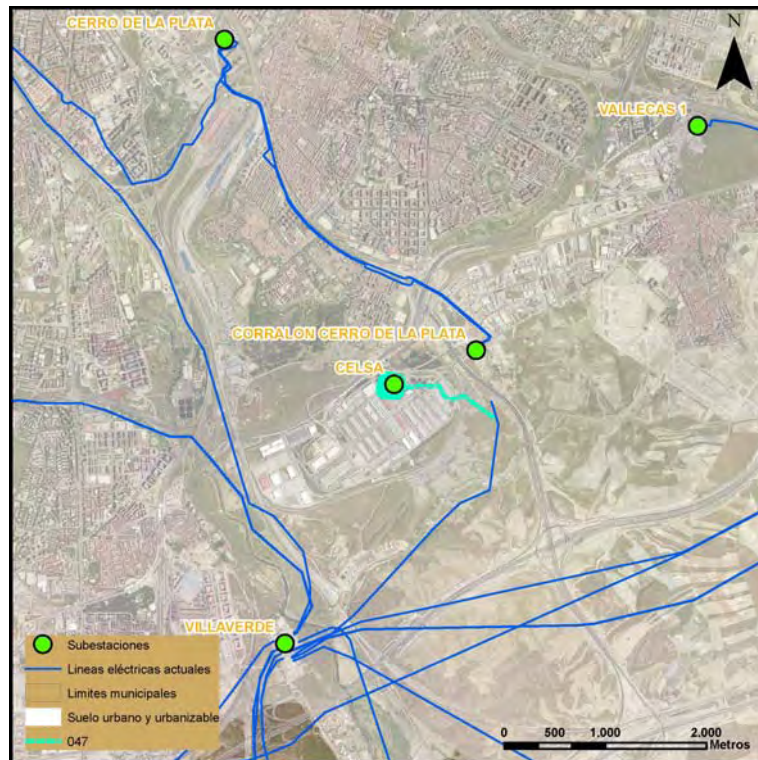 CERRO DE LA PLATA
N
VALLECAS 1
CORRALON CERRO DE LA PLATA
CELSA
VILLAVERDE
Subestaciones
Lineas eléctricas actuales
Limites municipales
Suelo urbano y urbanizable
047
0 500 1.000 2.000
Metros